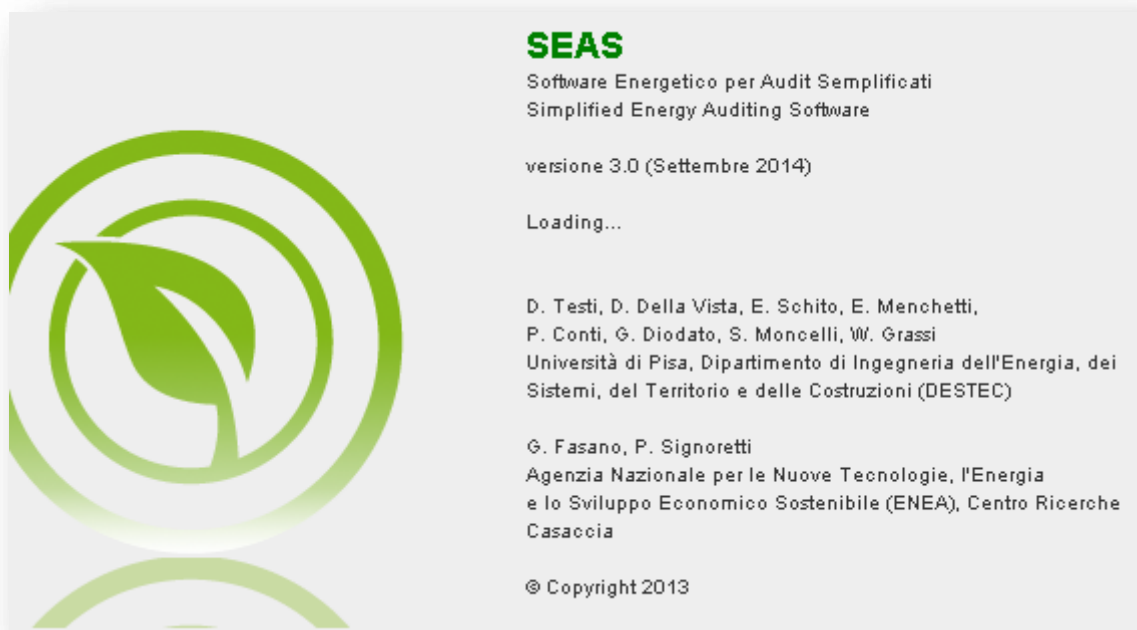 SEAS
Software Energetico per Audit Semplificati
Simplified Energy Auditing Software
versione 3.0 (Settembre 2014)
Loading...
D. Testi, D. Della Vista, E. Schito, E. Menchetti,
P. Conti, G. Diodato, S. Moncelli, W. Grassi
Università di Pisa, Dipartimento di Ingegneria dell'Energia, dei
Sistemi, del Territorio e delle Costruzioni (DESTEC)
G. Fasano, P. Signoretti
Agenzia Nazionale per le Nuove Tecnologie, l'Energia
e lo Sviluppo Economico Sostenibile (ENEA), Centro Ricerche
Casaccia
© Copyright 2013